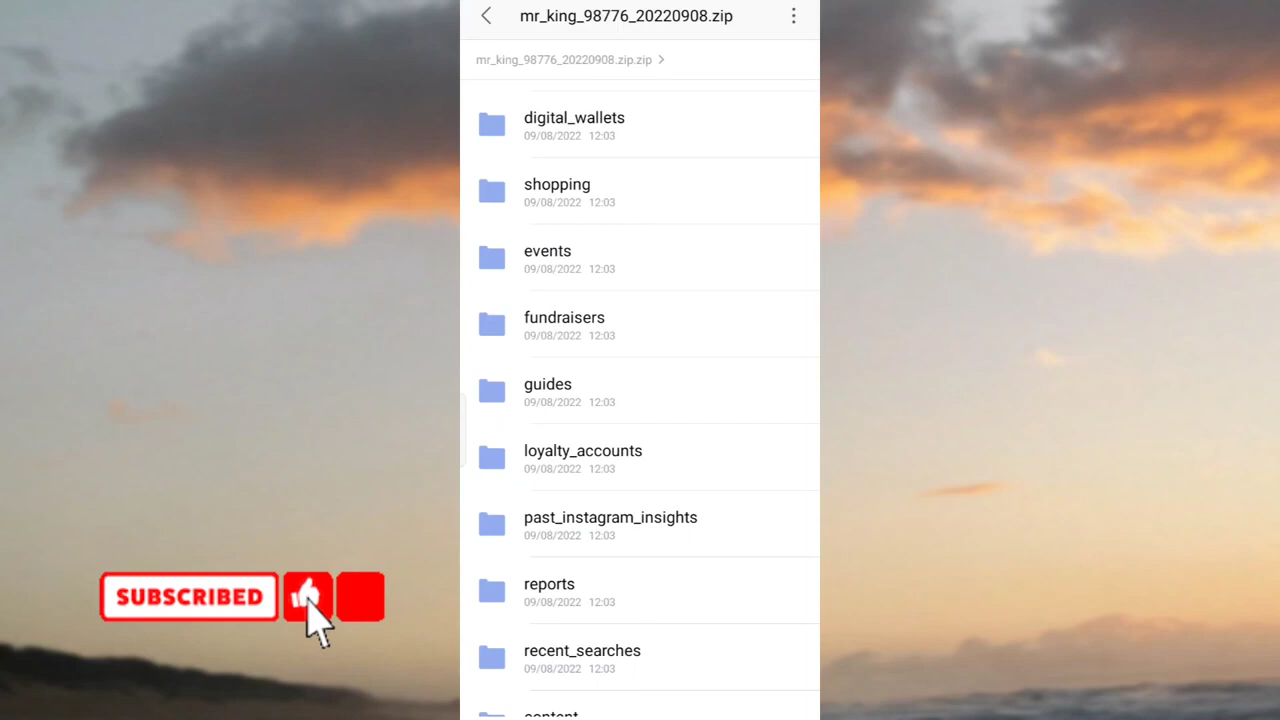 mr_king_98776_20220908.zip
mr_king_98776_20220908.zip.zip
digital_wallets
09/08/2022 12:03
shopping
09/08/2022 12:03
events
09/08/2022 12:03
fundraisers
09/08/2022 12:03
guides
09/08/2022 12:03
loyalty_accounts
09/08/2022 12:03
past_instagram_insights
09/08/2022 12:03
reports
09/08/2022 12:03
recent_searches
09/08/2022 12:03
content
SUBSCRIBED